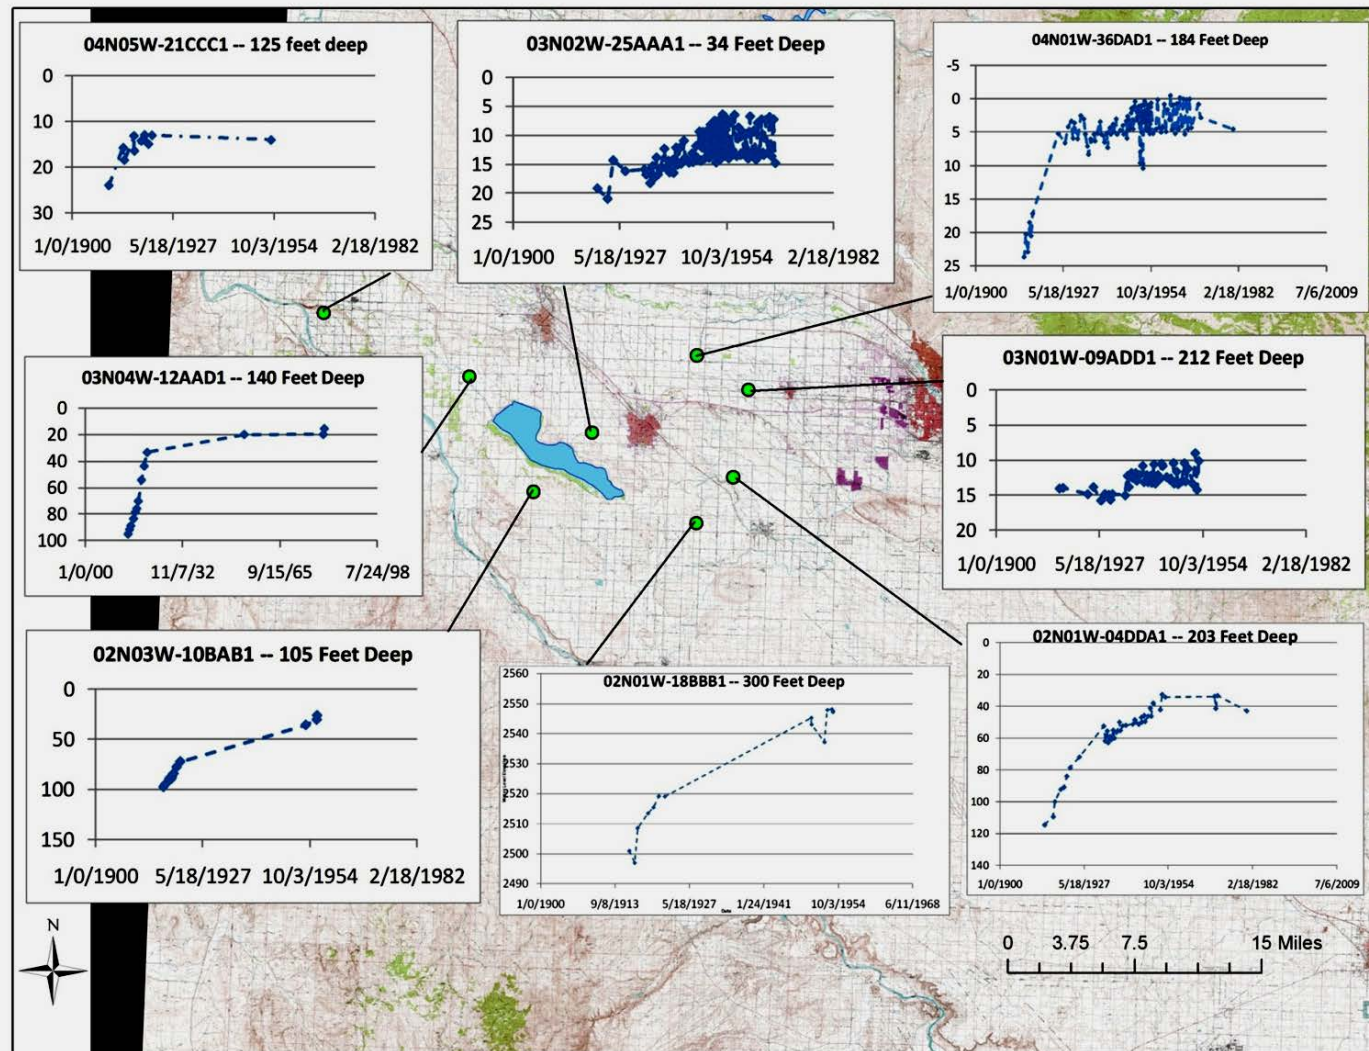 04N05W-21CCC1 -- 125 feet deep
0
10
20
30
1/0/1900 5/18/1927 10/3/1954 2/18/1982
03N02W-25AAA1 -- 34 Feet Deep
0
5
10
15
20
25
1/0/1900 5/18/1927 10/3/1954 2/18/1982
04N01W-36DAD1 -- 184 Feet Deep
-5
0
5
10
15
20
25
1/0/1900 5/18/1927 10/3/1954 2/18/1982 7/6/2009
03N04W-12AAD1 -- 140 Feet Deep
0
20
40
60
80
100
1/0/00 11/7/32 9/15/65 7/24/98
03N01W-09ADD1 -- 212 Feet Deep
0
5
10
15
20
1/0/1900 5/18/1927 10/3/1954 2/18/1982
02N03W-10BAB1 -- 105 Feet Deep
0
50
100
150
1/0/1900 5/18/1927 10/3/1954 2/18/1982
02N01W-18BBB1 -- 300 Feet Deep
2560
2550
2540
2530
2520
2510
2500
2490
1/0/1900 9/8/1913 5/18/1927 1/24/1941 10/3/1954 6/11/1968
Date
02N01W-04DDA1 -- 203 Feet Deep
0
20
40
60
80
100
120
140
1/0/1900 5/18/1927 10/3/1954 2/18/1982 7/6/2009
N
0 3.75 7.5 15 Miles